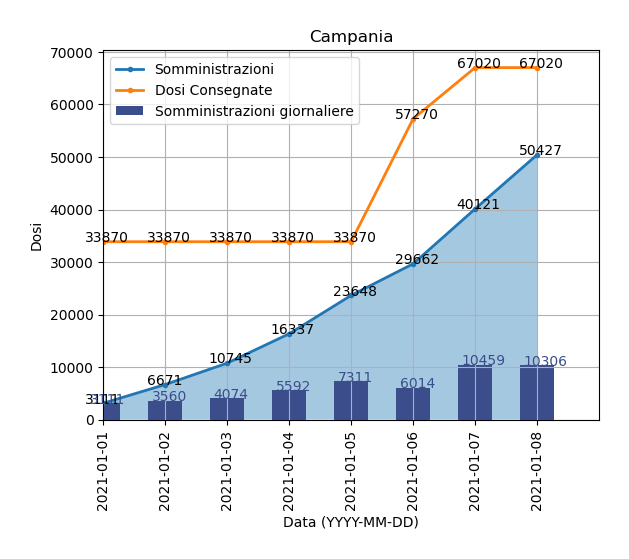 Campania
70000
60000
50000
40000
30000
20000
10000
0
Dosi
Somministrazioni
Dosi Consegnate
Somministrazioni giornaliere
33870 33870 33870 33870 33870 57270 67020 67020
3111 6671 10745 16337 23648 29662 40121 50427
3111 3560 4074 5592 7311 6014 10459 10306
2021-01-01
2021-01-02
2021-01-03
2021-01-04
2021-01-05
2021-01-06
2021-01-07
2021-01-08
Data (YYYY-MM-DD)